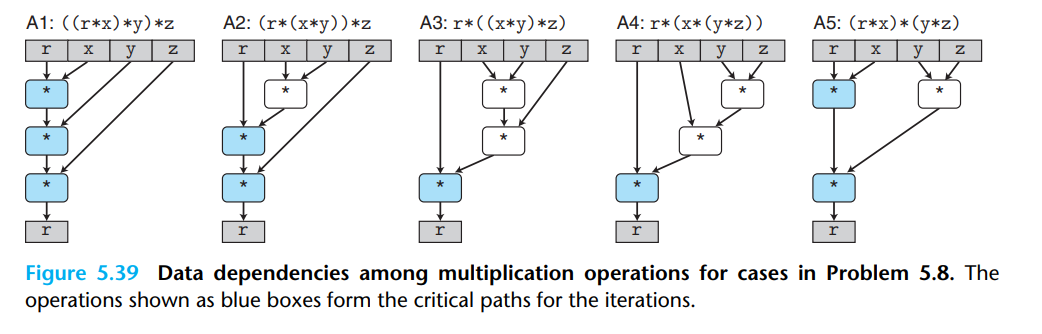 A1: ((r*x)*y)*z A2: (r*(x*y))*z A3: r*((x*y)*z) A4: r*(x*(y*z)) A5: (r*x)*(y*z)
r x y z r x y z r x y z r x y z r x y z
* * * * *
* * * *
* * * * *
r r r r r
Figure 5.39 Data dependencies among multiplication operations for cases in Problem 5.8. The
operations shown as blue boxes form the critical paths for the iterations.